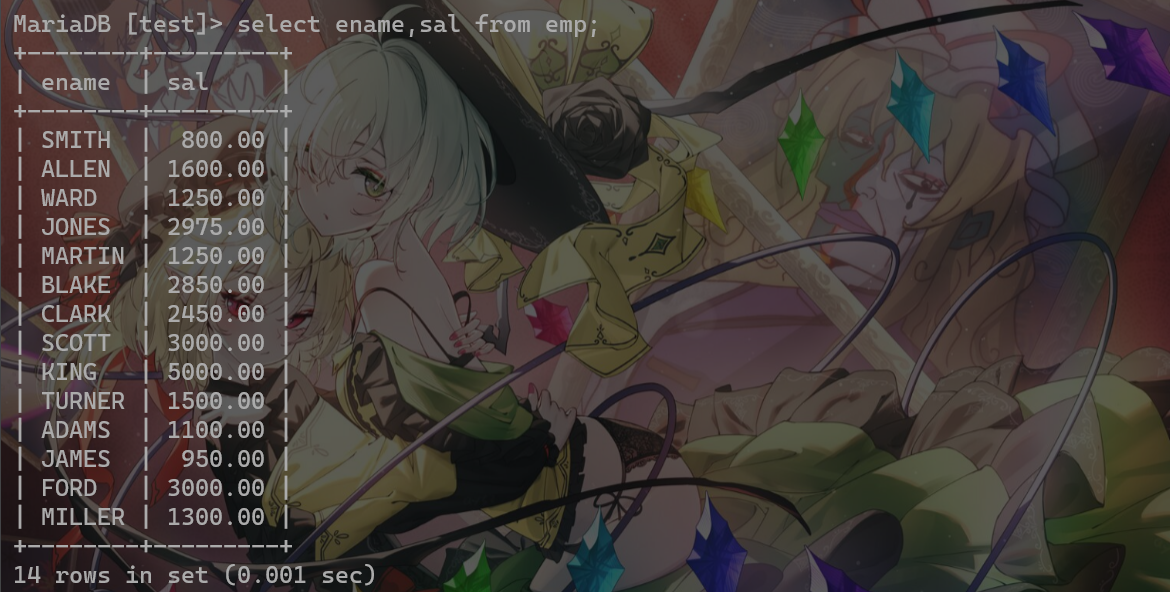 MariaDB [test]> select ename,sal from emp;
+--------+---------+
| ename  | sal     |
+--------+---------+
| SMITH  |  800.00 |
| ALLEN  | 1600.00 |
| WARD   | 1250.00 |
| JONES  | 2975.00 |
| MARTIN | 1250.00 |
| BLAKE  | 2850.00 |
| CLARK  | 2450.00 |
| SCOTT  | 3000.00 |
| KING   | 5000.00 |
| TURNER | 1500.00 |
| ADAMS  | 1100.00 |
| JAMES  |  950.00 |
| FORD   | 3000.00 |
| MILLER | 1300.00 |
+--------+---------+
14 rows in set (0.001 sec)